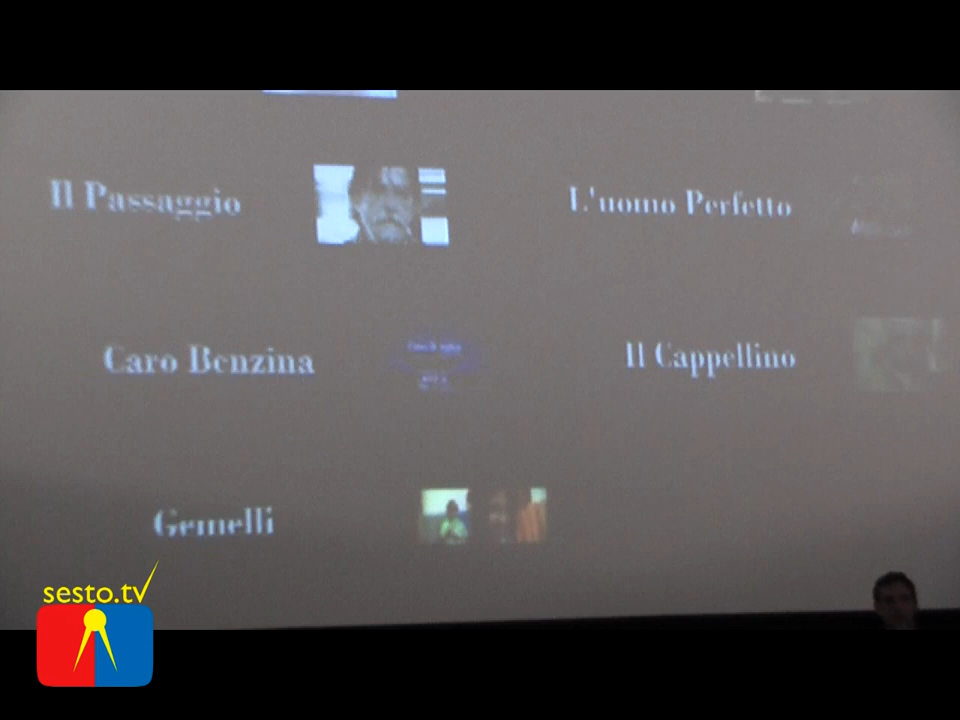 Il Passaggio
L'uomo Perfetto
Caro Benzina
Il Cappellino
Gemelli
sesto.tv